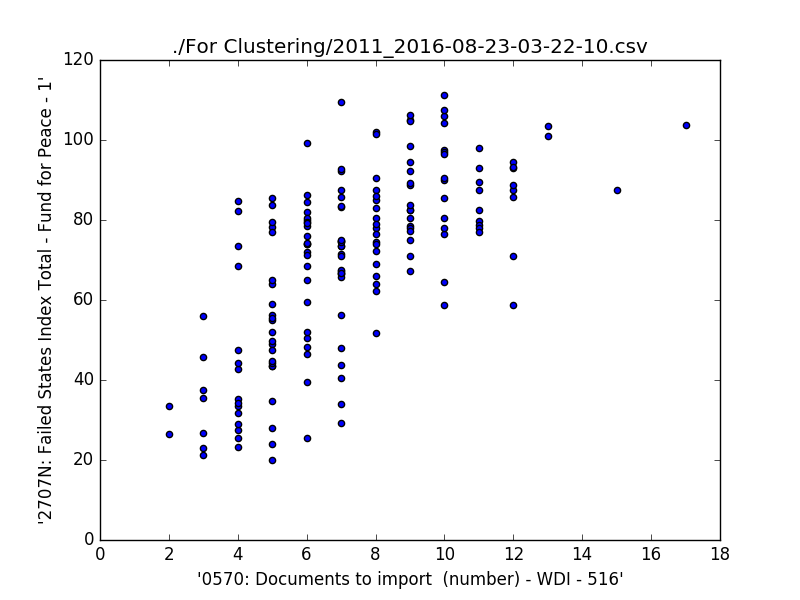 ./For Clustering/2011_2016-08-23-03-22-10.csv
120
100
80
60
40
20
0
'2707N: Failed States Index Total - Fund for Peace - 1'
0 2 4 6 8 10 12 14 16 18
'0570: Documents to import  (number) - WDI - 516'